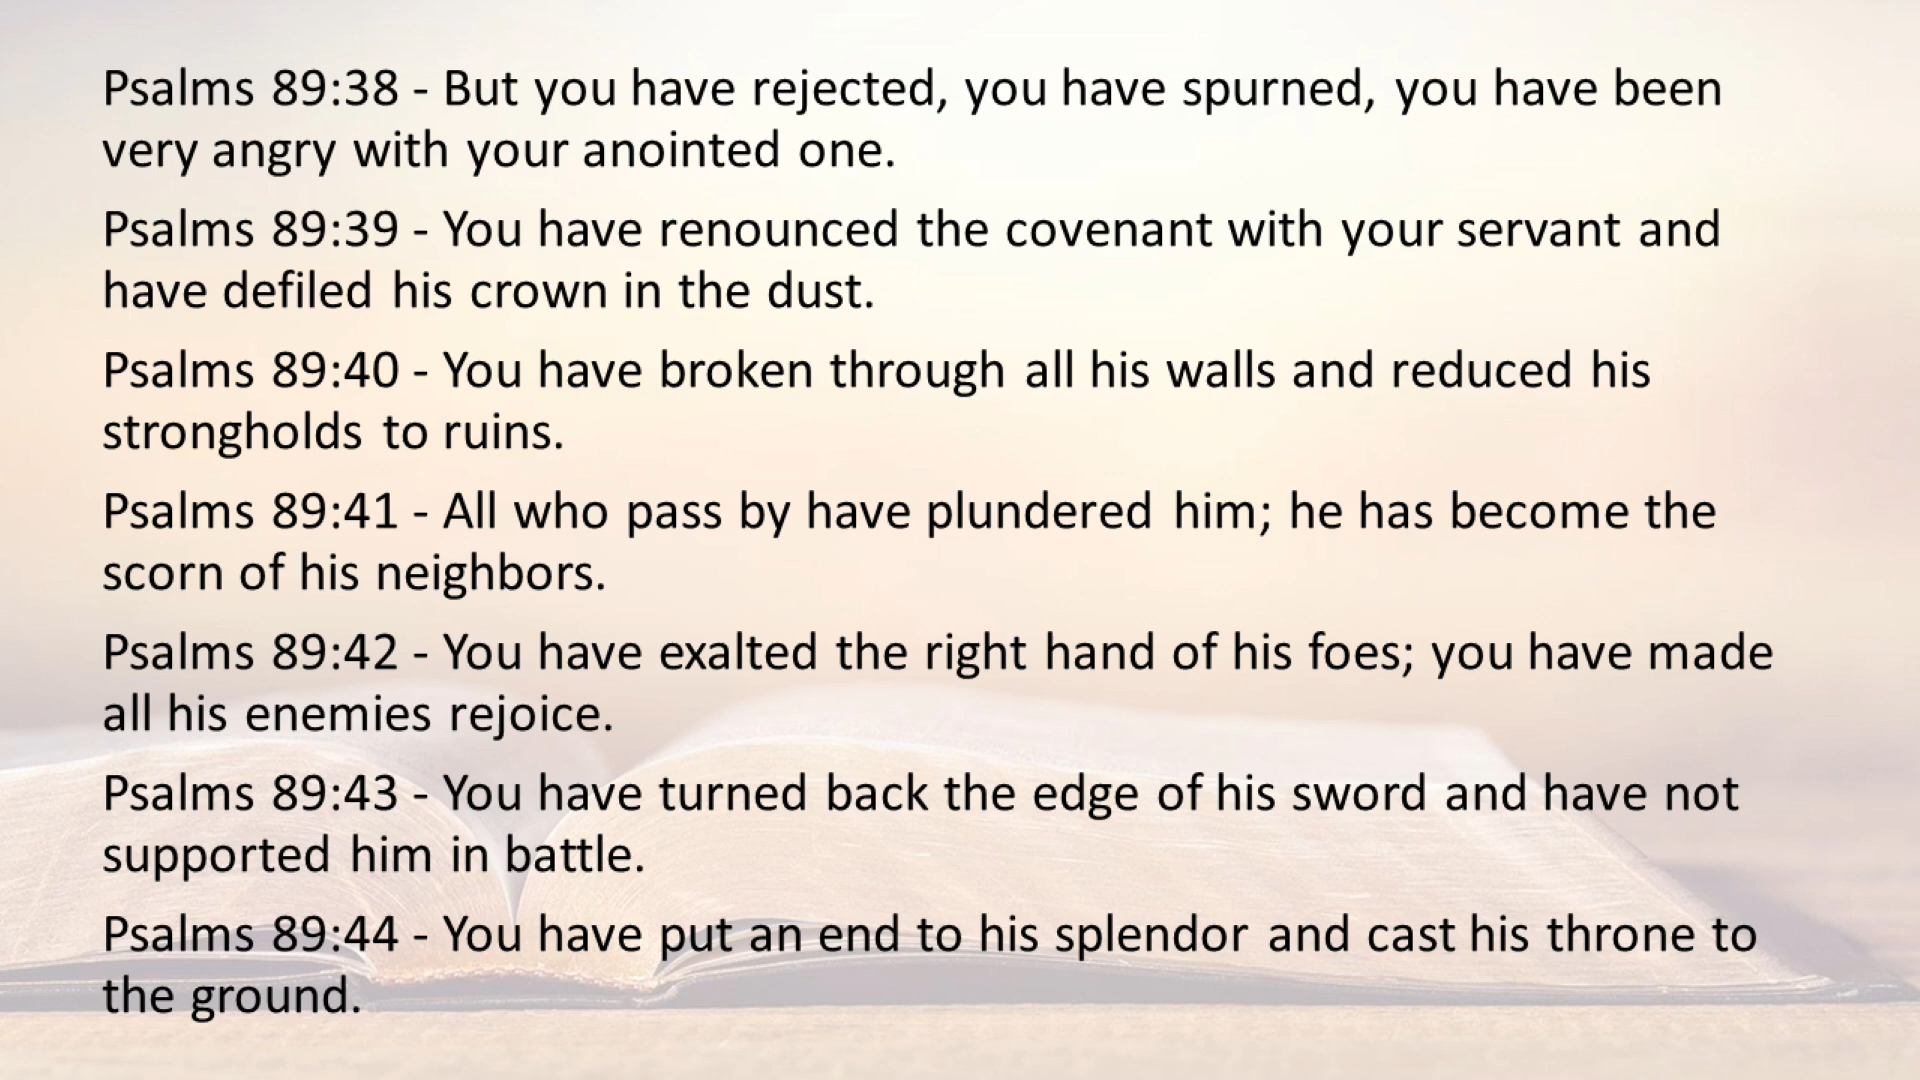 Psalms 89:38 - But you have rejected, you have spurned, you have been
very angry with your anointed one.
Psalms 89:39 - You have renounced the covenant with your servant and
have defiled his crown in the dust.
Psalms 89:40 - You have broken through all his walls and reduced his
strongholds to ruins.
Psalms 89:41 - All who pass by have plundered him; he has become the
scorn of his neighbors.
Psalms 89:42 - You have exalted the right hand of his foes; you have made
all his enemies rejoice.
Psalms 89:43 - You have turned back the edge of his sword and have not
supported him in battle.
Psalms 89:44 - You have put an end to his splendor and cast his throne to
the ground.